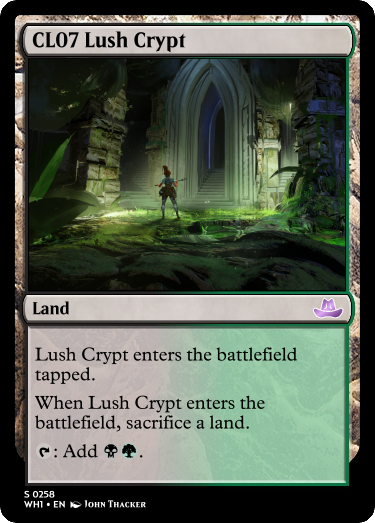 CL07 Lush Crypt
Land
Lush Crypt enters the battlefield
tapped.
When Lush Crypt enters the
battlefield, sacrifice a land.
: Add .
S 0258
WH1 • EN John Thacker